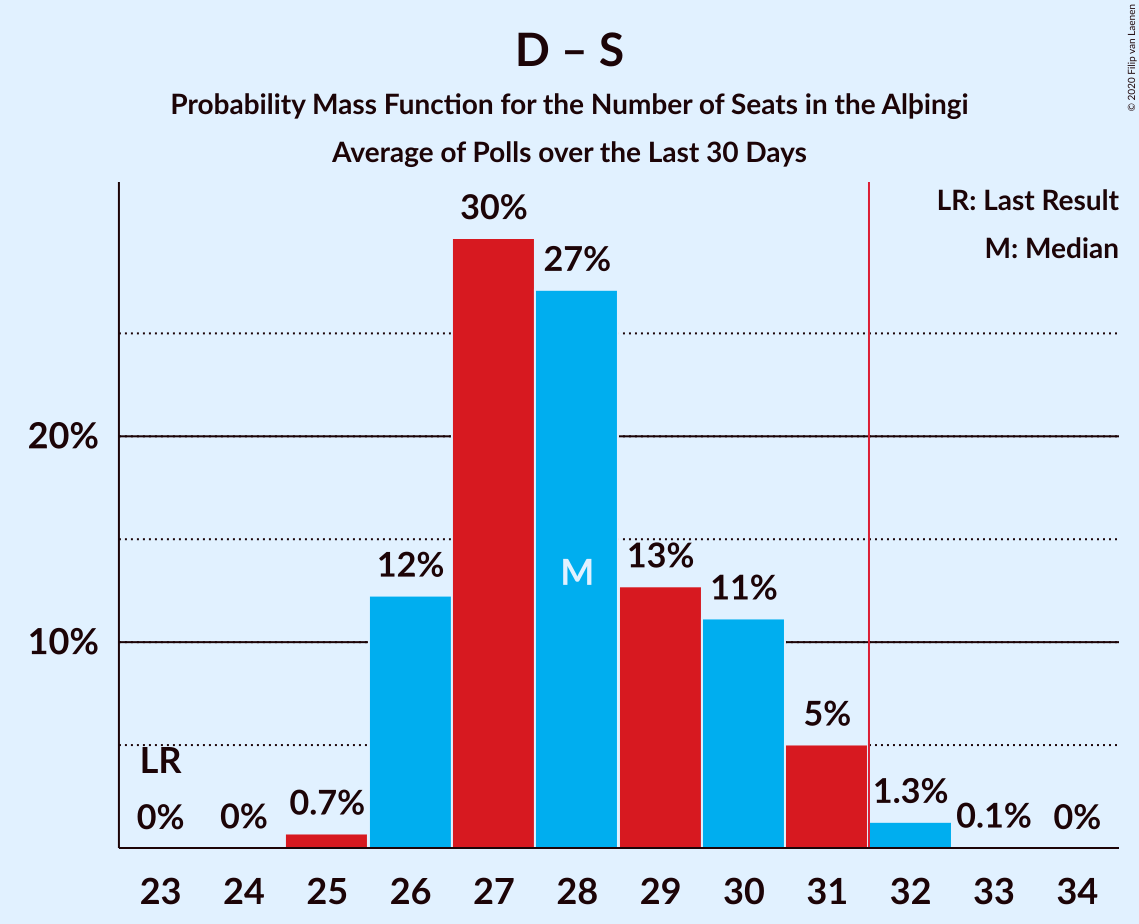 D – S
Probability Mass Function for the Number of Seats in the Alþingi
Average of Polls over the Last 30 Days
© 2020 Filip van Laenen
LR: Last Result
M: Median
30%
27%
20%
12%
M
13%
11%
10%
5%
LR
0%
0%
0.7%
1.3%
0.1%
0%
23 24 25 26 27 28 29 30 31 32 33 34